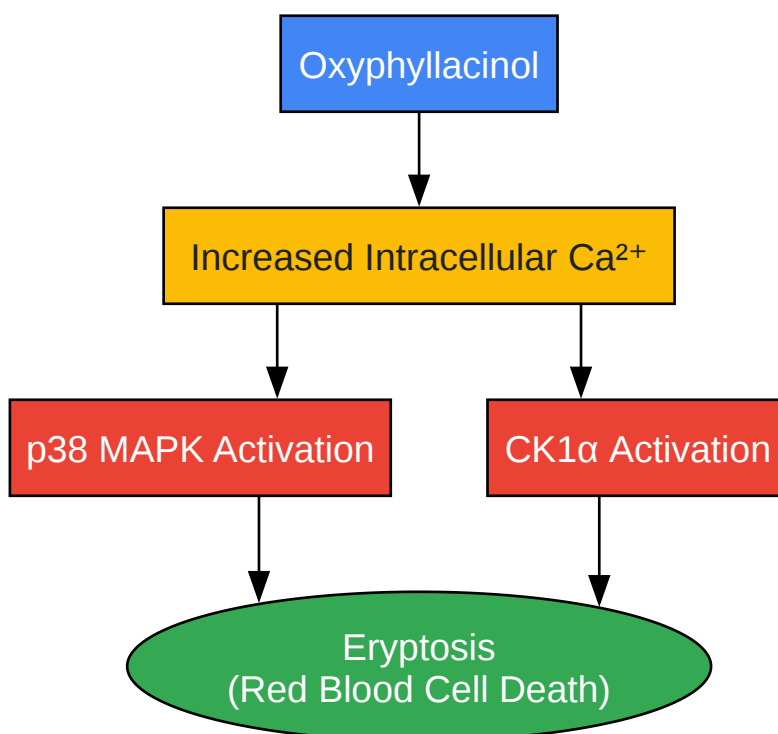 Oxyphyllacinol
Increased Intracellular Ca²⁺
p38 MAPK Activation
CK1α Activation
Eryptosis
(Red Blood Cell Death)